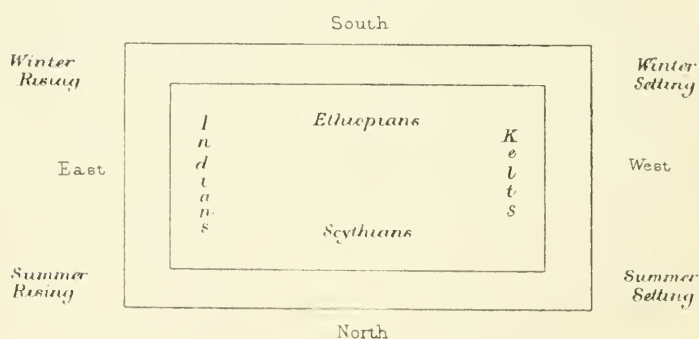 South
Winter
Rising
Winter
Setting
Ethiopians
Indians
Kelts
East
West
Scythians
Summer
Rising
Summer
Setting
North